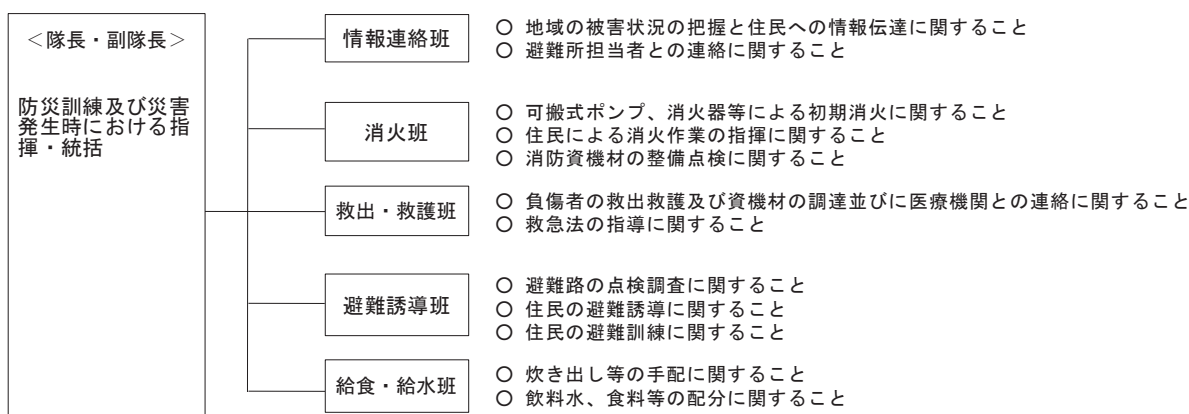 ＜隊長・副隊長＞
防災訓練及び災害
発生時における指
揮・統括
情報連絡班
○ 地域の被害状況の把握と住民への情報伝達に関すること
○ 避難所担当者との連絡に関すること
消火班
○ 可搬式ポンプ、消火器等による初期消火に関すること
○ 住民による消火作業の指揮に関すること
○ 消防資機材の整備点検に関すること
救出・救護班
○ 負傷者の救出救護及び資機材の調達並びに医療機関との連絡に関すること
○ 救急法の指導に関すること
避難誘導班
○ 避難路の点検調査に関すること
○ 住民の避難誘導に関すること
○ 住民の避難訓練に関すること
給食・給水班
○ 炊き出し等の手配に関すること
○ 飲料水、食料等の配分に関すること